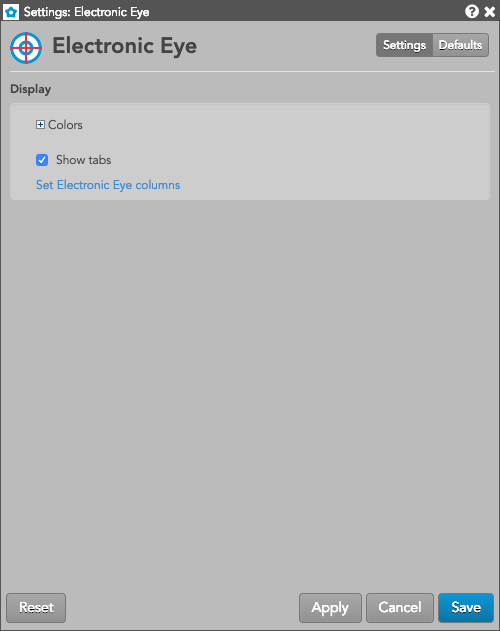 Settings: Electronic Eye
Electronic Eye
Settings Defaults
Display
Colors
Show tabs
Set Electronic Eye columns
Reset Apply Cancel Save